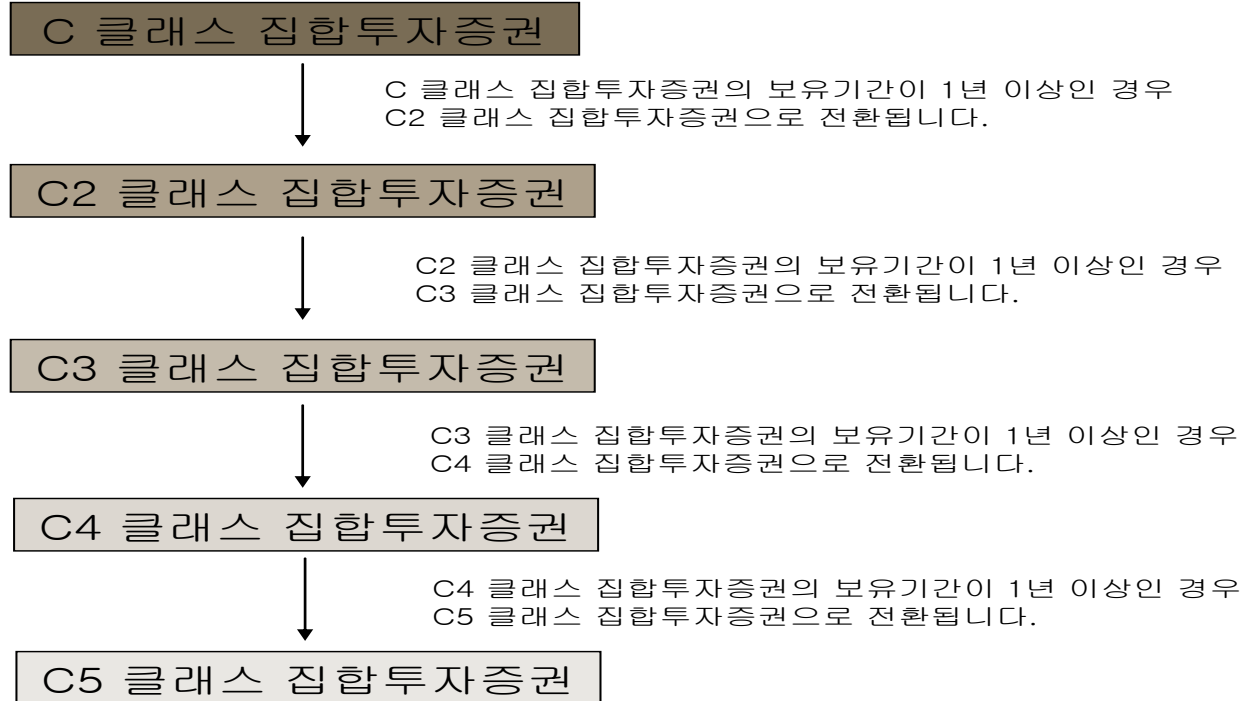 C 클래스 집합투자증권
C 클래스 집합투자증권의 보유기간이 1년 이상인 경우
C2 클래스 집합투자증권으로 전환됩니다.
C2 클래스 집합투자증권
C2 클래스 집합투자증권의 보유기간이 1년 이상인 경우
C3 클래스 집합투자증권으로 전환됩니다.
C3 클래스 집합투자증권
C3 클래스 집합투자증권의 보유기간이 1년 이상인 경우
C4 클래스 집합투자증권으로 전환됩니다.
C4 클래스 집합투자증권
C4 클래스 집합투자증권의 보유기간이 1년 이상인 경우
C5 클래스 집합투자증권으로 전환됩니다.
C5 클래스 집합투자증권